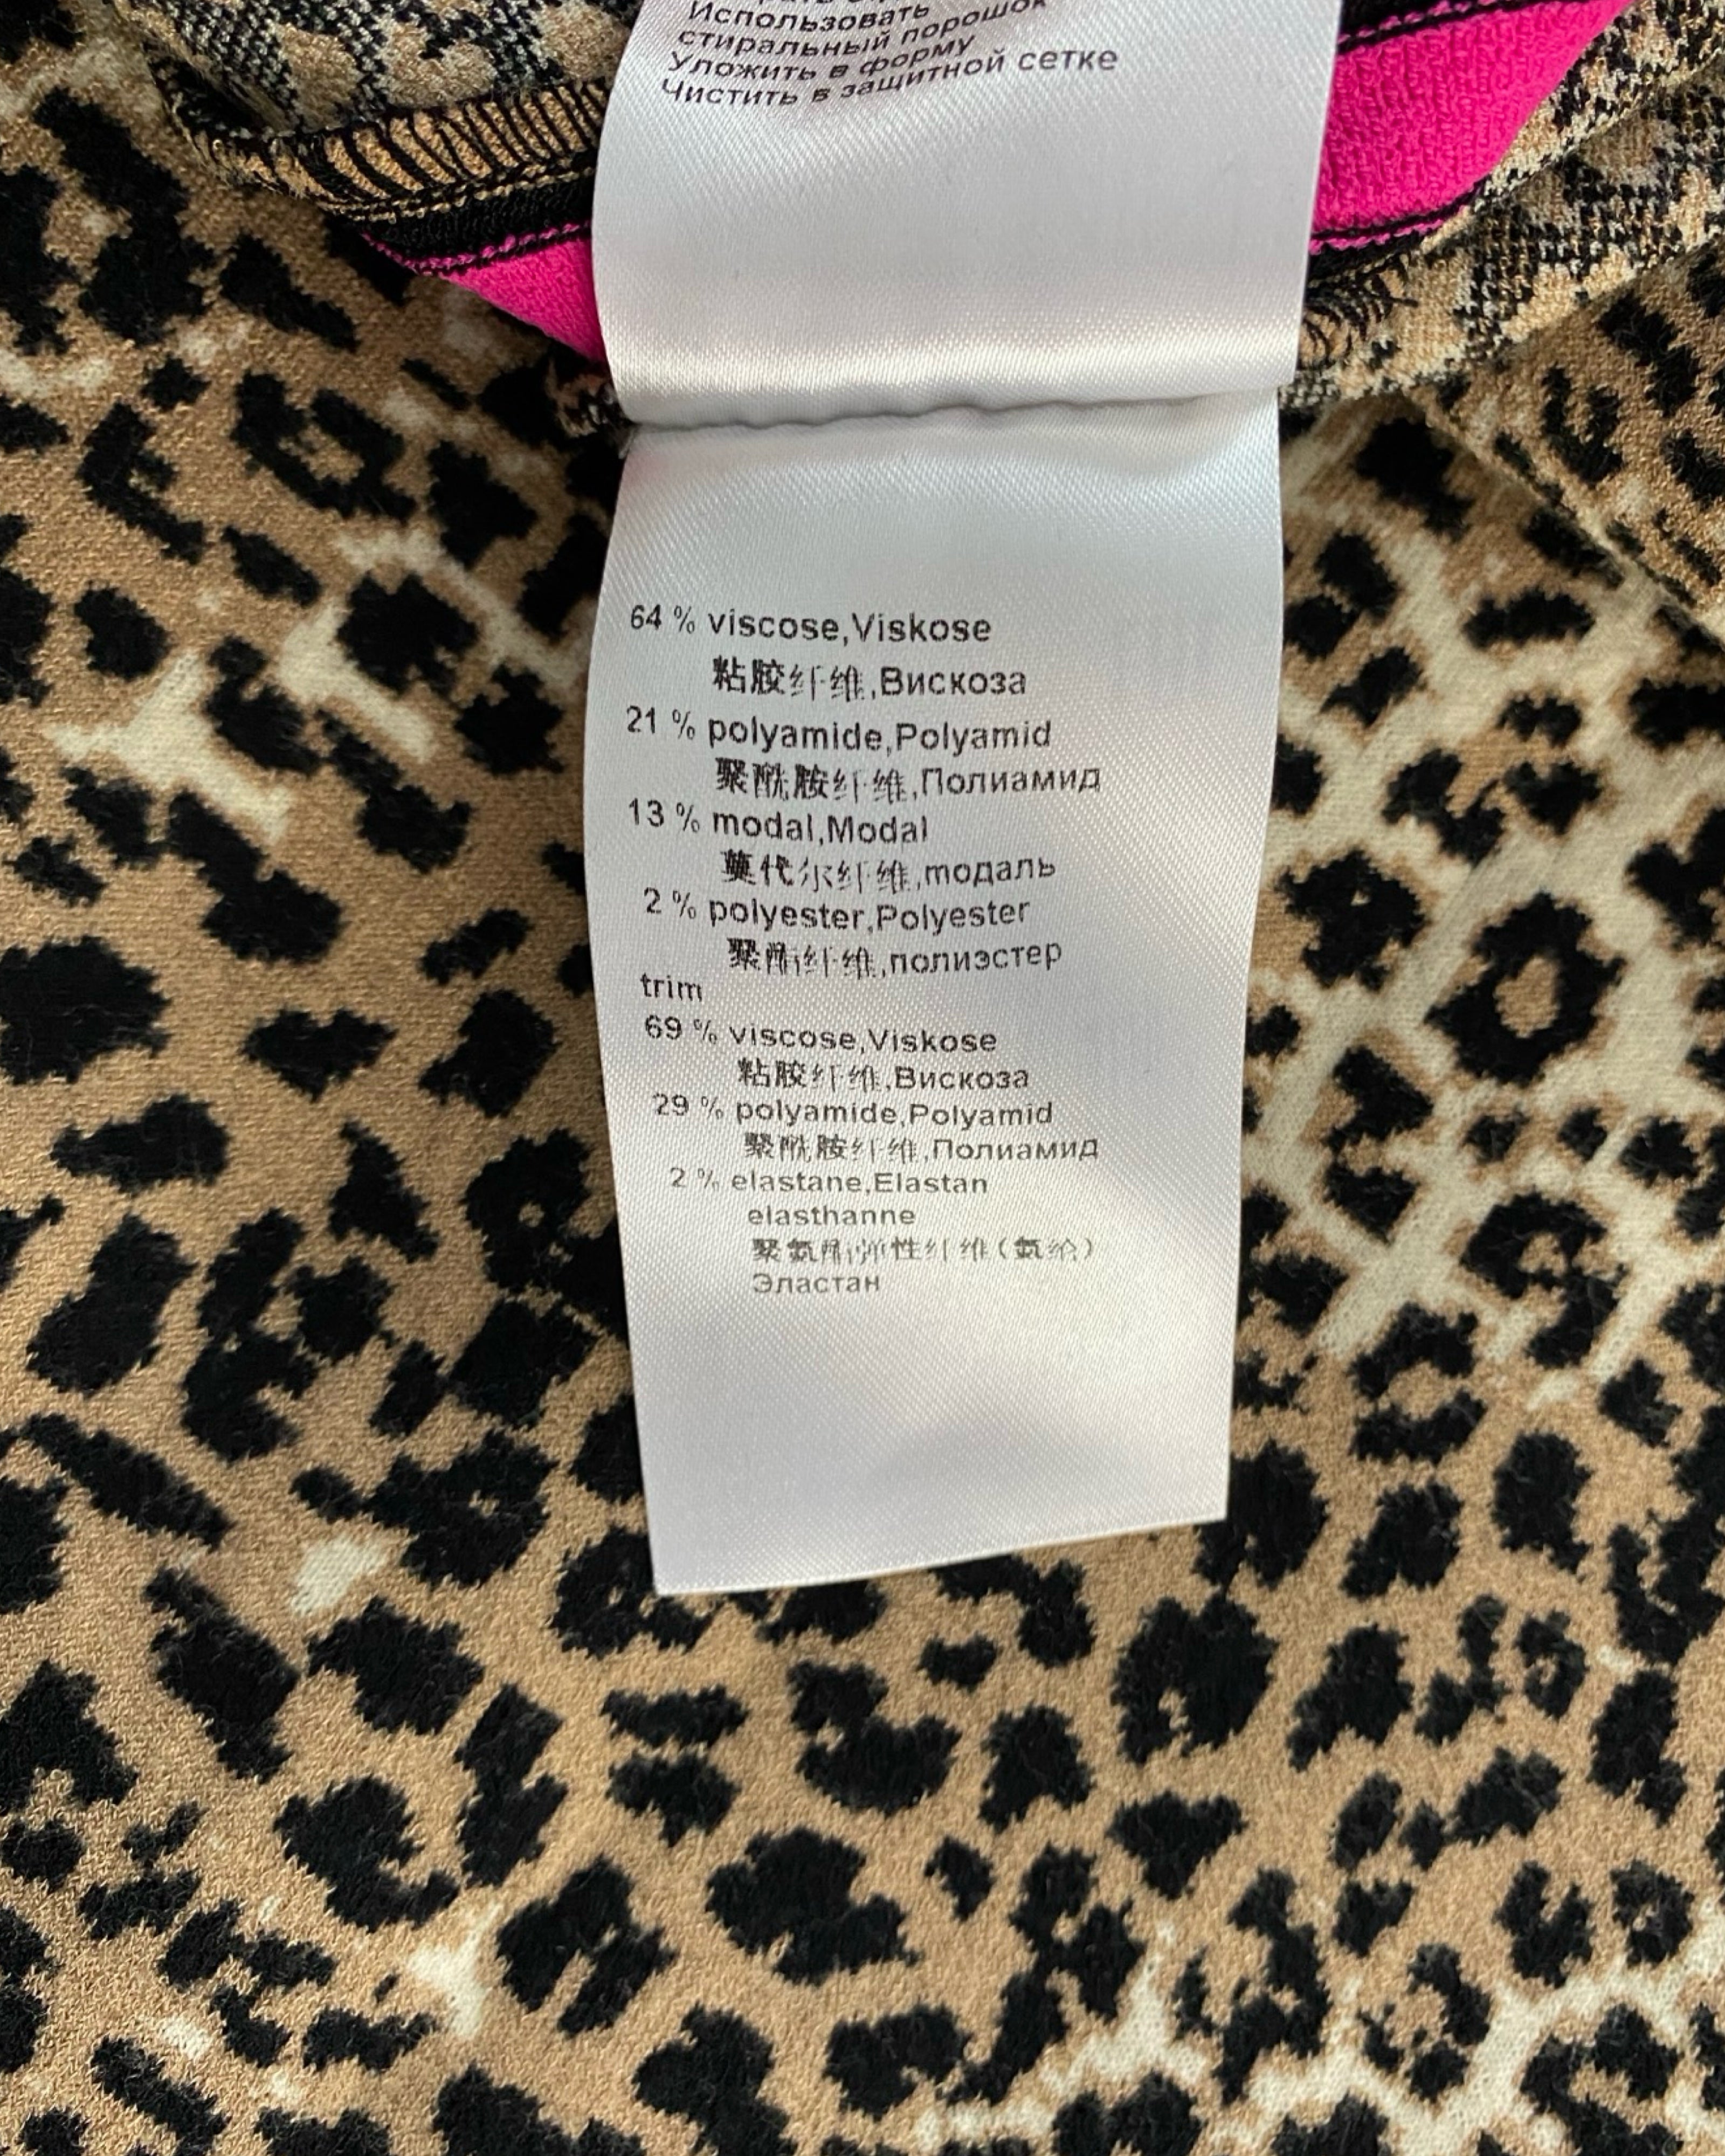 Использовать
стиральный порошок
Уложить в форму
Чистить в защитной сетке
64 % viscose,Viskose
粘胶纤维,Вискоза
21 % polyamide,Polyamid
聚酰胺纤维,Полиамид
13 % modal,Modal
莫代尔纤维,модаль
2 % polyester,Polyester
聚酯纤维,полиэстер
trim
69 % viscose,Viskose
粘胶纤维,Вискоза
29 % polyamide,Polyamid
聚酰胺纤维,Полиамид
2 % elastane,Elastan
elasthanne
聚氨酯弹性纤维(氨纶)
Эластан